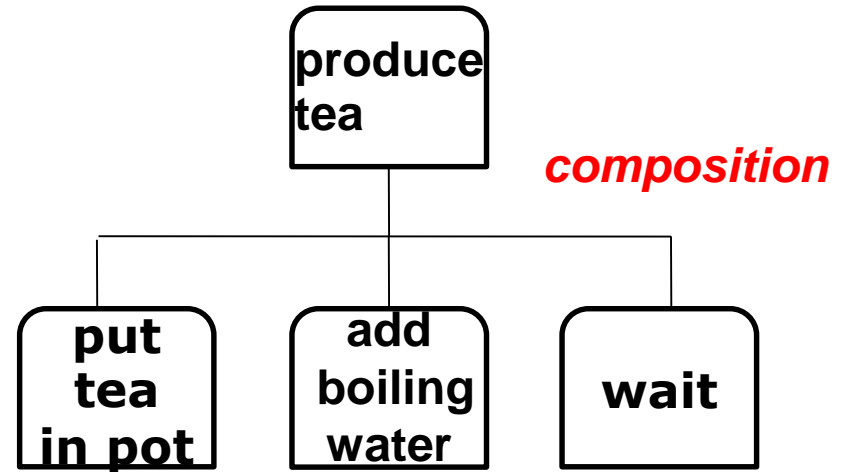 produce
tea
composition
put
tea
in pot
add
boiling
water
wait